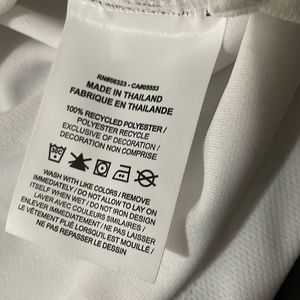 RN#56323 - CA#05553
MADE IN THAILAND
FABRIQUE EN THAILANDE
100% RECYCLED POLYESTER /
POLYESTER RECYCLE
EXCLUSIVE OF DECORATION /
DECORATION NON COMPRISE
WASH WITH LIKE COLORS / REMOVE
IMMEDIATELY / DO NOT ALLOW TO LAY ON
ITSELF WHEN WET / DO NOT IRON DESIGN
LAVER AVEC COULEURS SIMILAIRES /
ENLEVER IMMEDIATEMENT / NE PAS LAISSER
LE VÊTEMENT PLIÉ LORSQU'IL EST MOUILLÉ /
NE PAS REPASSER LE DESSIN